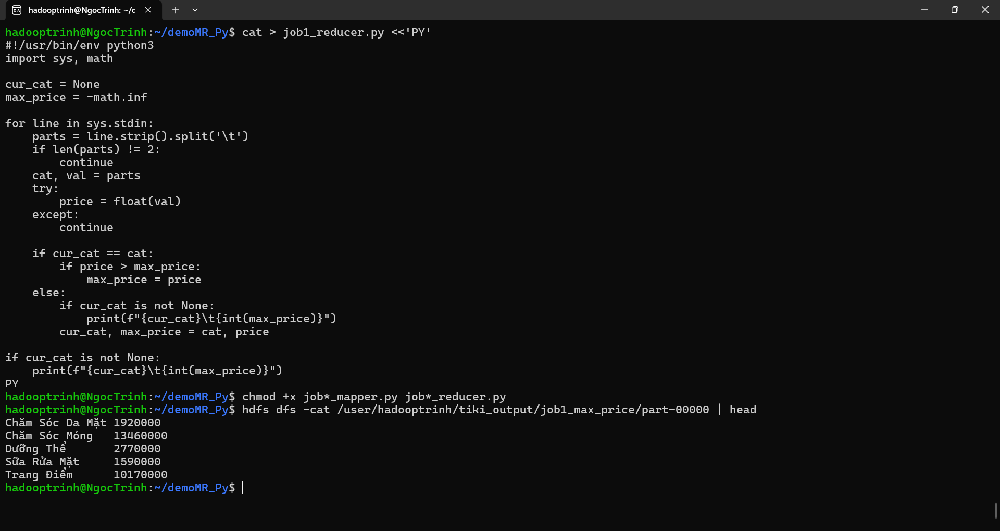 hadooptrinh@NgocTrinh: ~/d
hadooptrinh@NgocTrinh:~/demoMR_Py$ cat > job1_reducer.py <<'PY'
#!/usr/bin/env python3
import sys, math

cur_cat = None
max_price = -math.inf

for line in sys.stdin:
    parts = line.strip().split('\t')
    if len(parts) != 2:
        continue
    cat, val = parts
    try:
        price = float(val)
    except:
        continue

    if cur_cat == cat:
        if price > max_price:
            max_price = price
    else:
        if cur_cat is not None:
            print(f"{cur_cat}\t{int(max_price)}")
        cur_cat, max_price = cat, price

if cur_cat is not None:
    print(f"{cur_cat}\t{int(max_price)}")
PY
hadooptrinh@NgocTrinh:~/demoMR_Py$ chmod +x job*_mapper.py job*_reducer.py
hadooptrinh@NgocTrinh:~/demoMR_Py$ hdfs dfs -cat /user/hadooptrinh/tiki_output/job1_max_price/part-00000 | head
Chăm Sóc Da Mặt 1920000
Chăm Sóc Móng   13460000
Dưỡng Thể       2770000
Sữa Rửa Mặt     1590000
Trang Điểm      10170000
hadooptrinh@NgocTrinh:~/demoMR_Py$